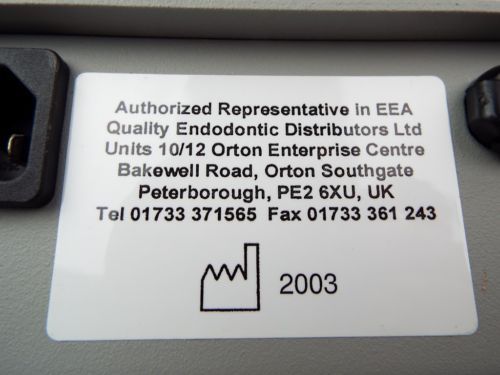 Authorized Representative in EEA
Quality Endodontic Distributors Ltd
Units 10/12 Orton Enterprise Centre
Bakewell Road, Orton Southgate
Peterborough, PE2 6XU, UK
Tel 01733 371565 Fax 01733 361 243
2003